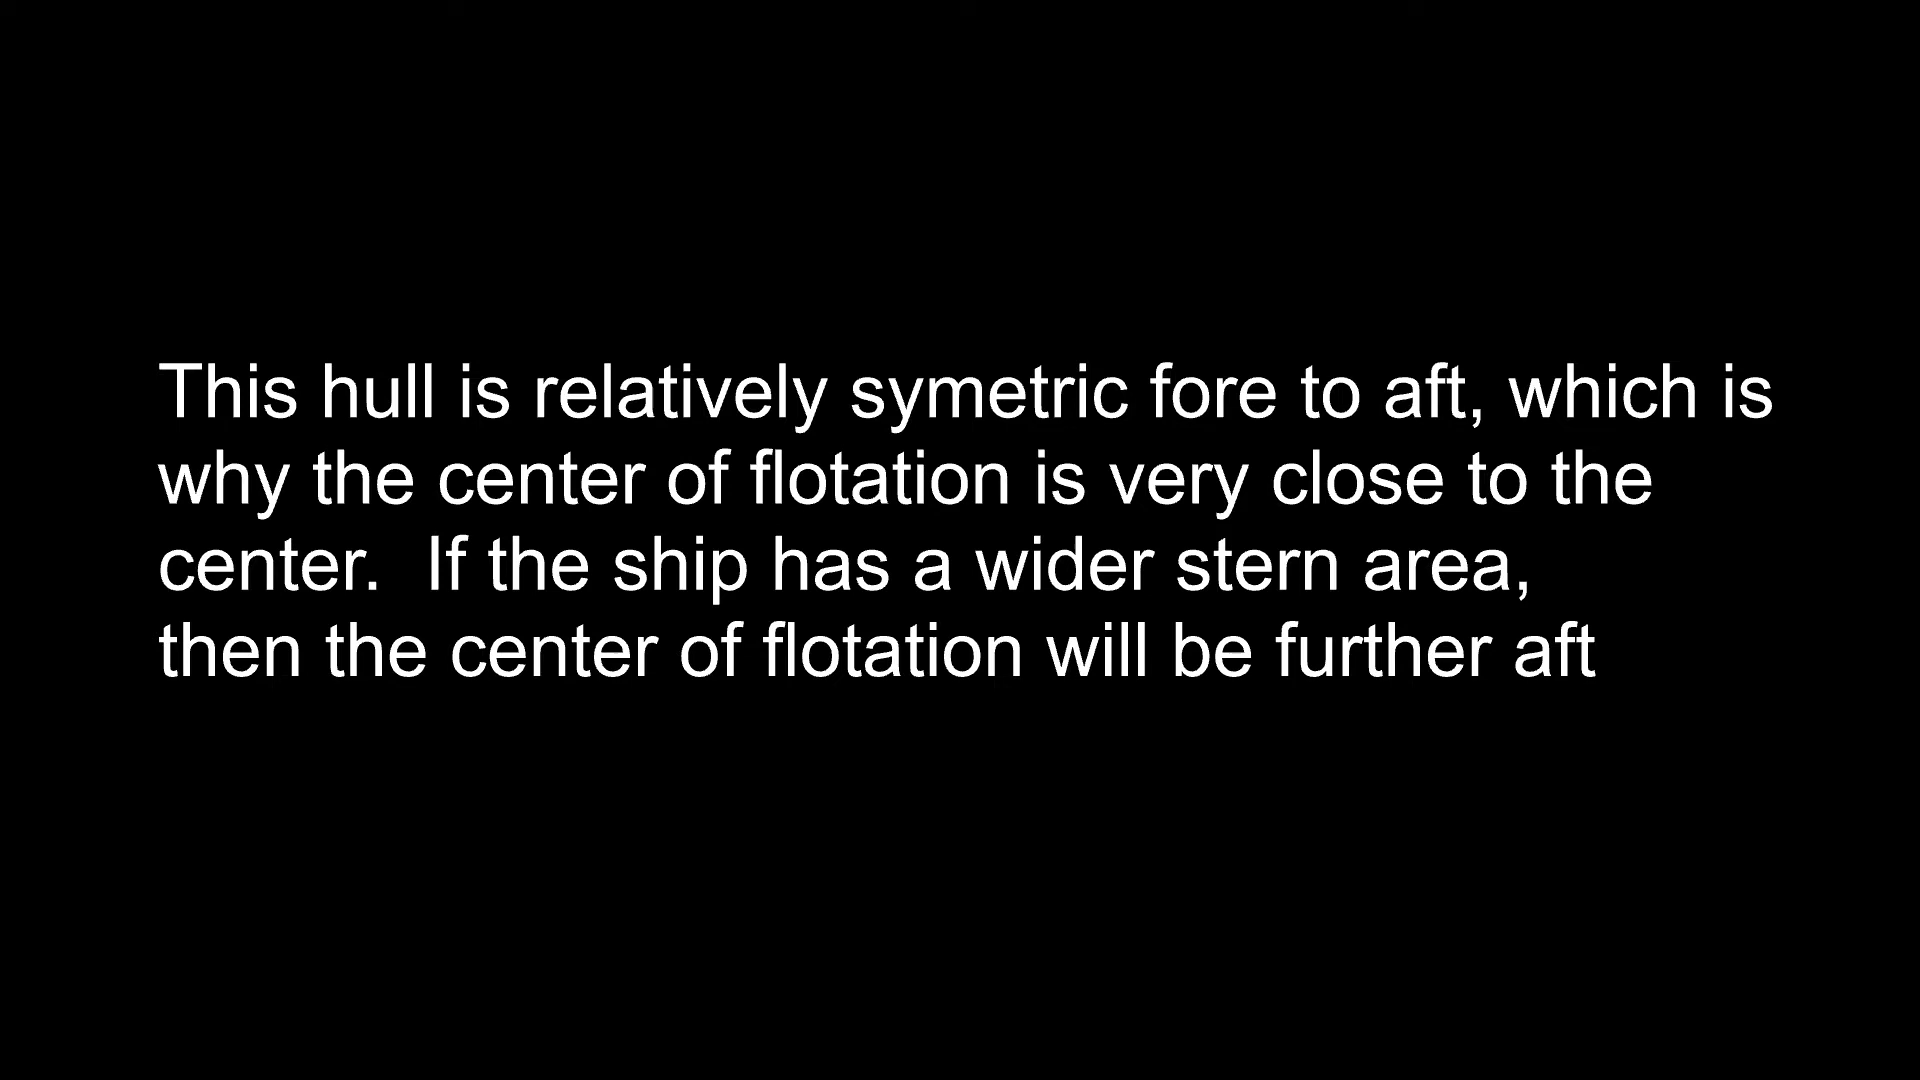 This hull is relatively symetric fore to aft, which is
why the center of flotation is very close to the
center.  If the ship has a wider stern area,
then the center of flotation will be further aft